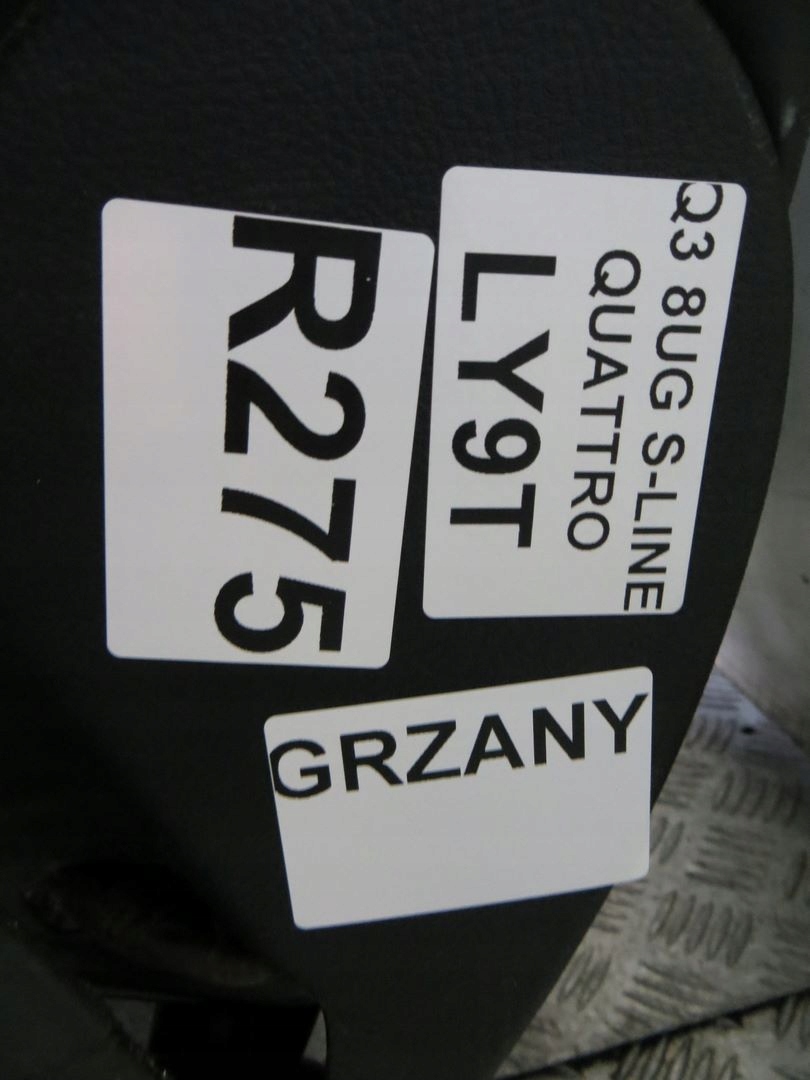 Q3 8UG S-LINE
QUATTRO
LY9T
R275
GRZANY